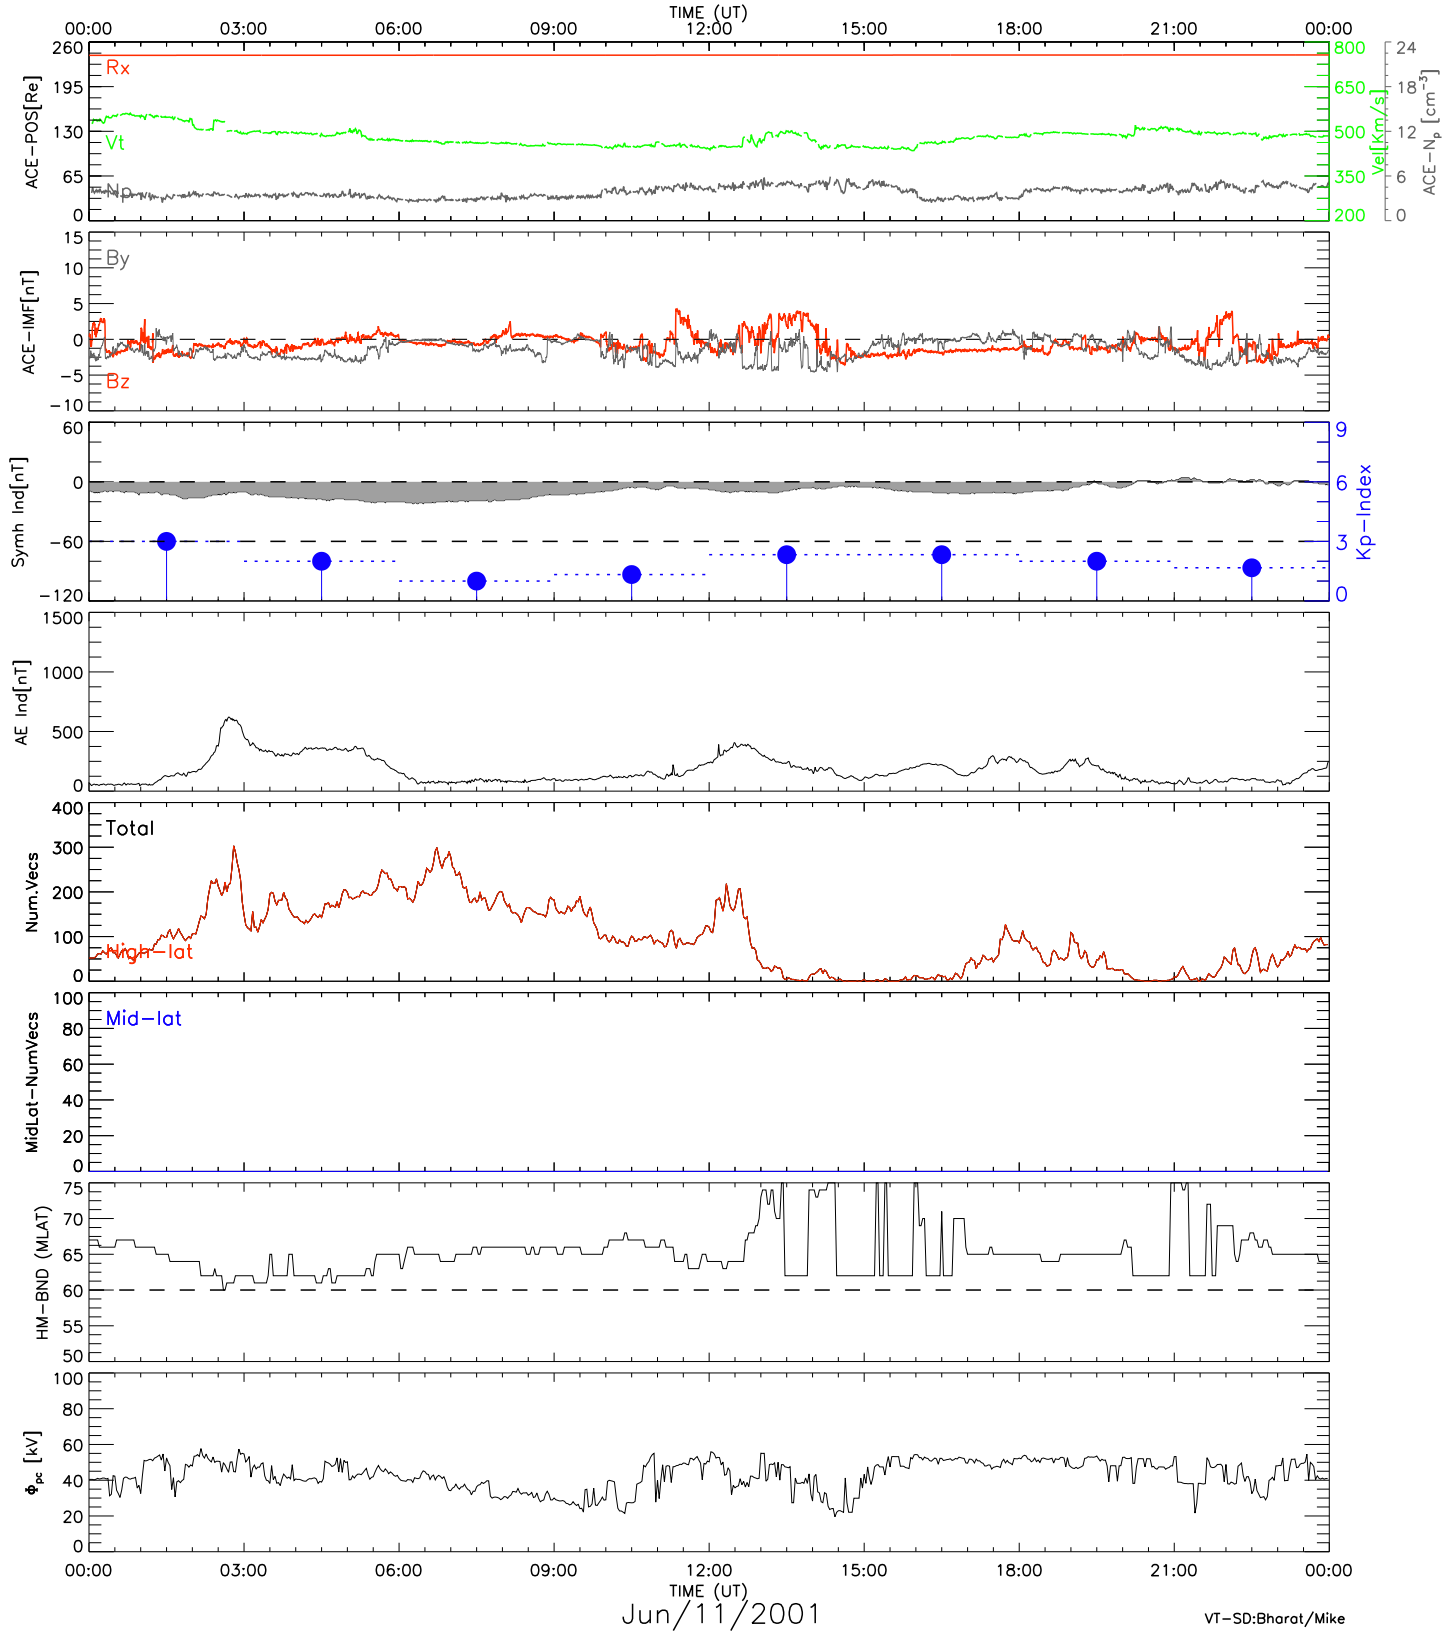 TIME (UT)
00:00 03:00 06:00 09:00 12:00 15:00 18:00 21:00 00:00
ACE-POS[Re]
260
195
130
65
0
Rx
Vt
Np
800
650
500
350
200
Vel[Km/s]
24
18
12
6
0
ACE-Np [cm-3]
ACE-IMF[nT]
15
10
5
0
-5
-10
By
Bz
Symh Ind[nT]
60
0
-60
-120
9
6
3
0
Kp-Index
AE Ind[nT]
1500
1000
500
0
Num.Vecs
400
300
200
100
0
Total
High-lat
MidLat-NumVecs
100
80
60
40
20
0
Mid-lat
HM-BND (MLAT)
75
70
65
60
55
50
Φpc [kV]
100
80
60
40
20
0
00:00 03:00 06:00 09:00 12:00 15:00 18:00 21:00 00:00
TIME (UT)
Jun/11/2001
VT-SD:Bharat/Mike